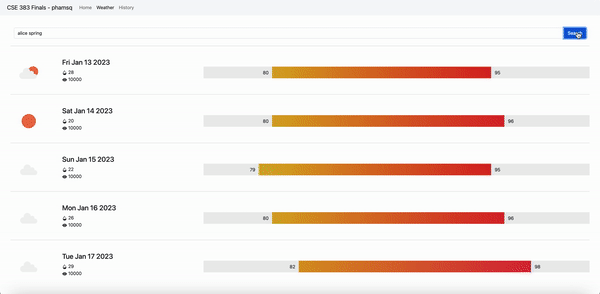 CSE 383 Finals - phamsq Home Weather History
alice spring Search
Fri Jan 13 2023
28
10000
80 95
Sat Jan 14 2023
20
10000
80 96
Sun Jan 15 2023
22
10000
79 95
Mon Jan 16 2023
26
10000
80 96
Tue Jan 17 2023
29
10000
82 98